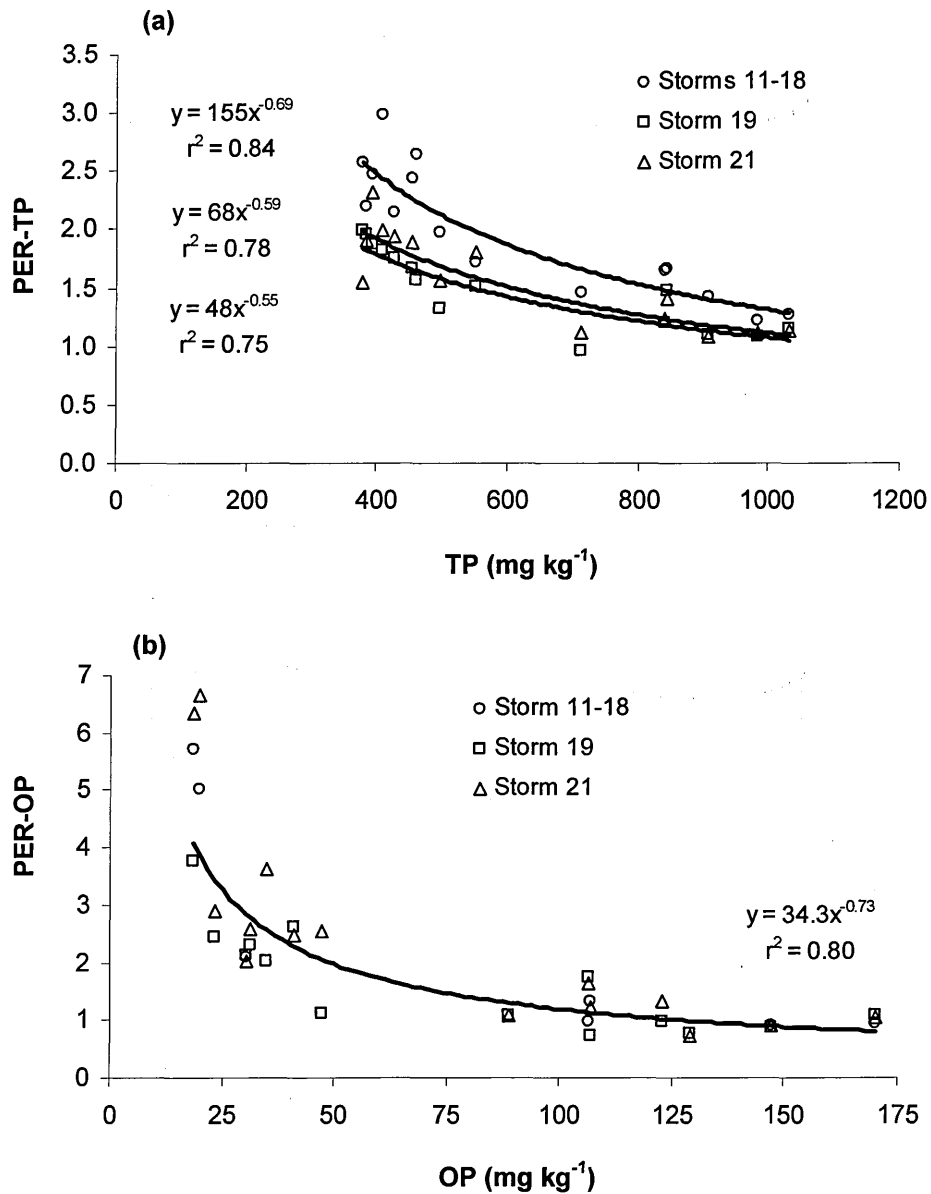 (a)
3.5
3.0
2.5
2.0
1.5
1.0
0.5
0.0
PER-TP
y = 155x^-0.69
r² = 0.84
y = 68x^-0.59
r² = 0.78
y = 48x^-0.55
r² = 0.75
Storms 11-18
Storm 19
Storm 21
0 200 400 600 800 1000 1200
TP (mg kg⁻¹)
(b)
7
6
5
4
3
2
1
0
PER-OP
Storm 11-18
Storm 19
Storm 21
y = 34.3x^-0.73
r² = 0.80
0 25 50 75 100 125 150 175
OP (mg kg⁻¹)